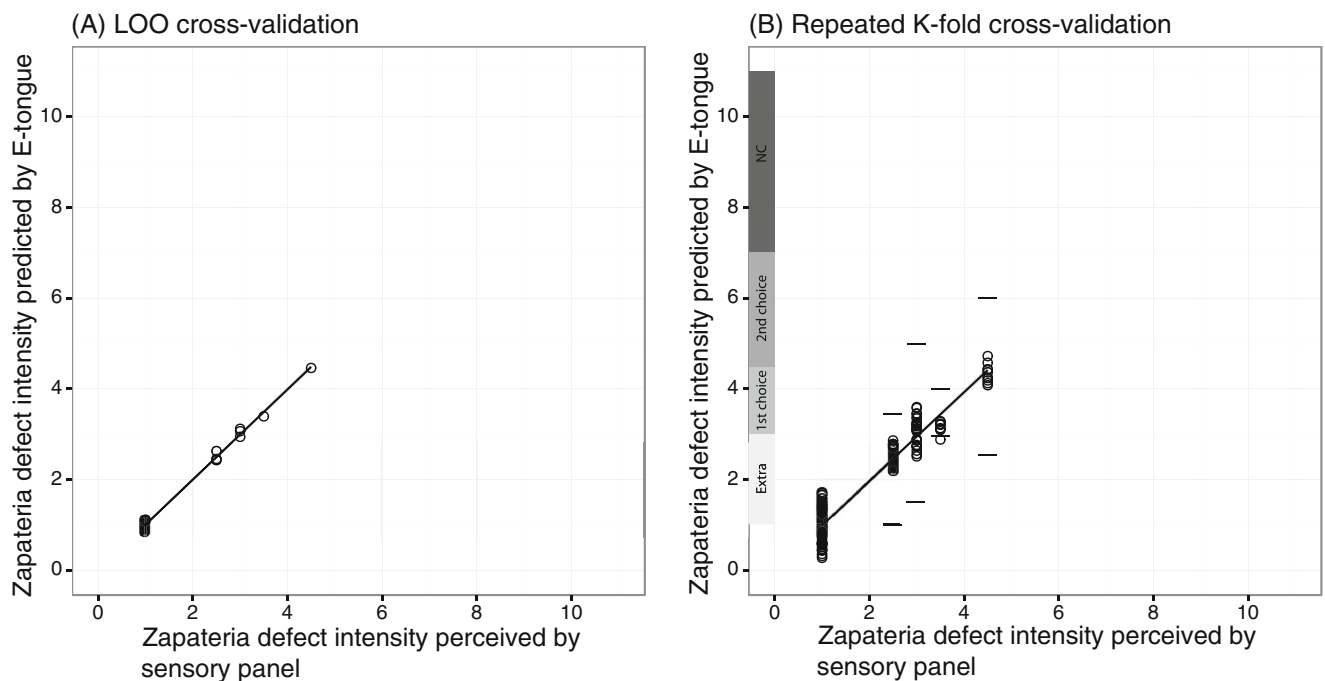 (A) LOO cross-validation
Zapateria defect intensity predicted by E-tongue
10
8
6
4
2
0
0 2 4 6 8 10
Zapateria defect intensity perceived by
sensory panel
(B) Repeated K-fold cross-validation
Zapateria defect intensity predicted by E-tongue
10
8
6
4
2
0
NC
2nd choice
1st choice
Extra
0 2 4 6 8 10
Zapateria defect intensity perceived by
sensory panel